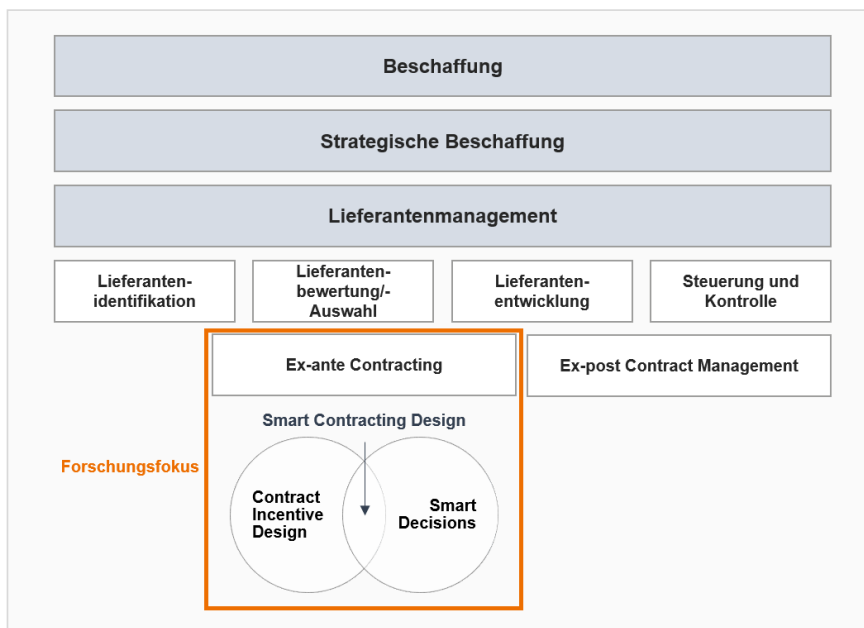 Beschaffung
Strategische Beschaffung
Lieferantenmanagement
Lieferanten-
identifikation
Lieferanten-
bewertung/-
Auswahl
Lieferanten-
entwicklung
Steuerung und
Kontrolle
Ex-ante Contracting
Ex-post Contract Management
Smart Contracting Design
Forschungsfokus
Contract
Incentive
Design
Smart
Decisions